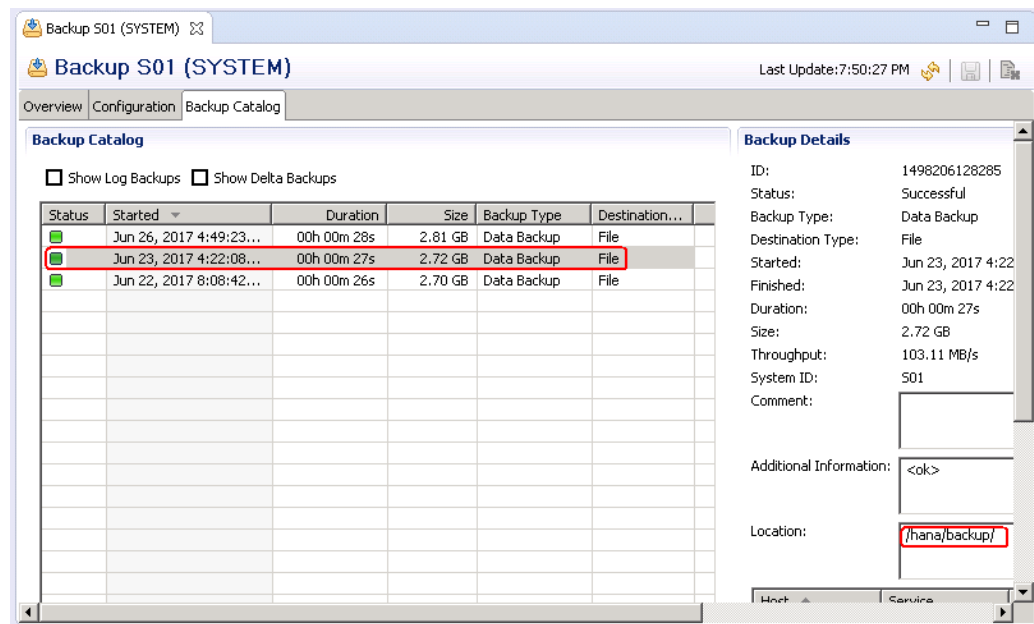 Backup S01 (SYSTEM)
Backup S01 (SYSTEM)
Last Update:7:50:27 PM
Overview Configuration Backup Catalog
Backup Catalog
Show Log Backups Show Delta Backups
Status Started Duration Size Backup Type Destination...
Jun 26, 2017 4:49:23... 00h 00m 28s 2.81 GB Data Backup File
Jun 23, 2017 4:22:08... 00h 00m 27s 2.72 GB Data Backup File
Jun 22, 2017 8:08:42... 00h 00m 26s 2.70 GB Data Backup File
Backup Details
ID: 1498206128285
Status: Successful
Backup Type: Data Backup
Destination Type: File
Started: Jun 23, 2017 4:22
Finished: Jun 23, 2017 4:22
Duration: 00h 00m 27s
Size: 2.72 GB
Throughput: 103.11 MB/s
System ID: S01
Comment:
Additional Information: <ok>
Location: /hana/backup/
Host Service